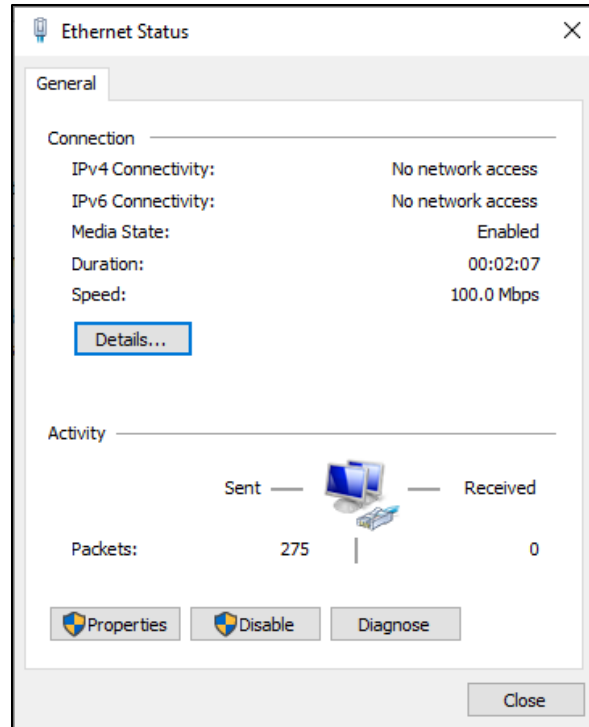 Ethernet Status
General
Connection
IPv4 Connectivity: No network access
IPv6 Connectivity: No network access
Media State: Enabled
Duration: 00:02:07
Speed: 100.0 Mbps
Details...
Activity
Sent Received
Packets: 275 0
Properties Disable Diagnose
Close